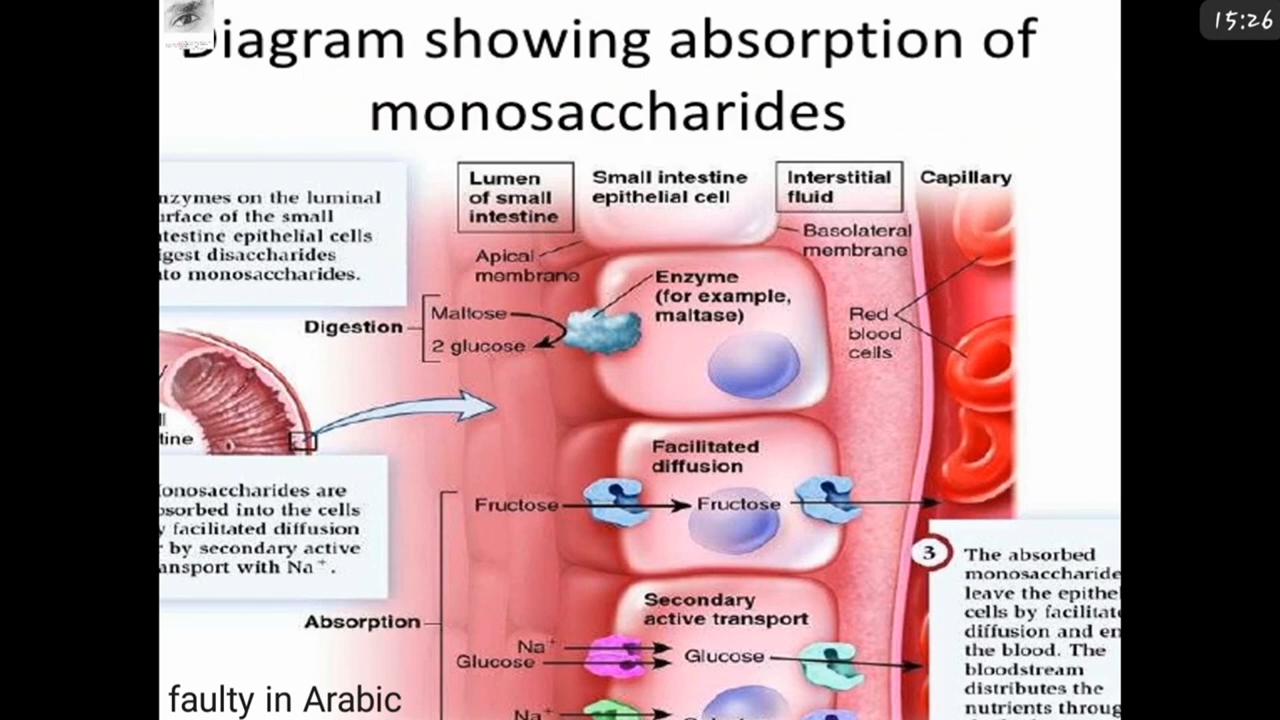 Diagram showing absorption of
monosaccharides
15:26
nzymes on the luminal
urface of the small
ntestine epithelial cells
igest disaccharides
nto monosaccharides.
Lumen
of small
intestine
Small intestine
epithelial cell
Interstitial
fluid
Capillary
Apical
membrane
Basolateral
membrane
Enzyme
(for example,
maltase)
Digestion
Maltose
2 glucose
Red
blood
cells
ll
tine
Facilitated
diffusion
onosaccharides are
bsorbed into the cells
y facilitated diffusion
r by secondary active
ansport with Na+.
Fructose
Fructose
3
The absorbed
monosaccharide
leave the epithel
cells by facilitate
diffusion and en
the blood. The
bloodstream
distributes the
nutrients throug
Absorption
Secondary
active transport
Na+
Glucose
Glucose
Na+
faulty in Arabic